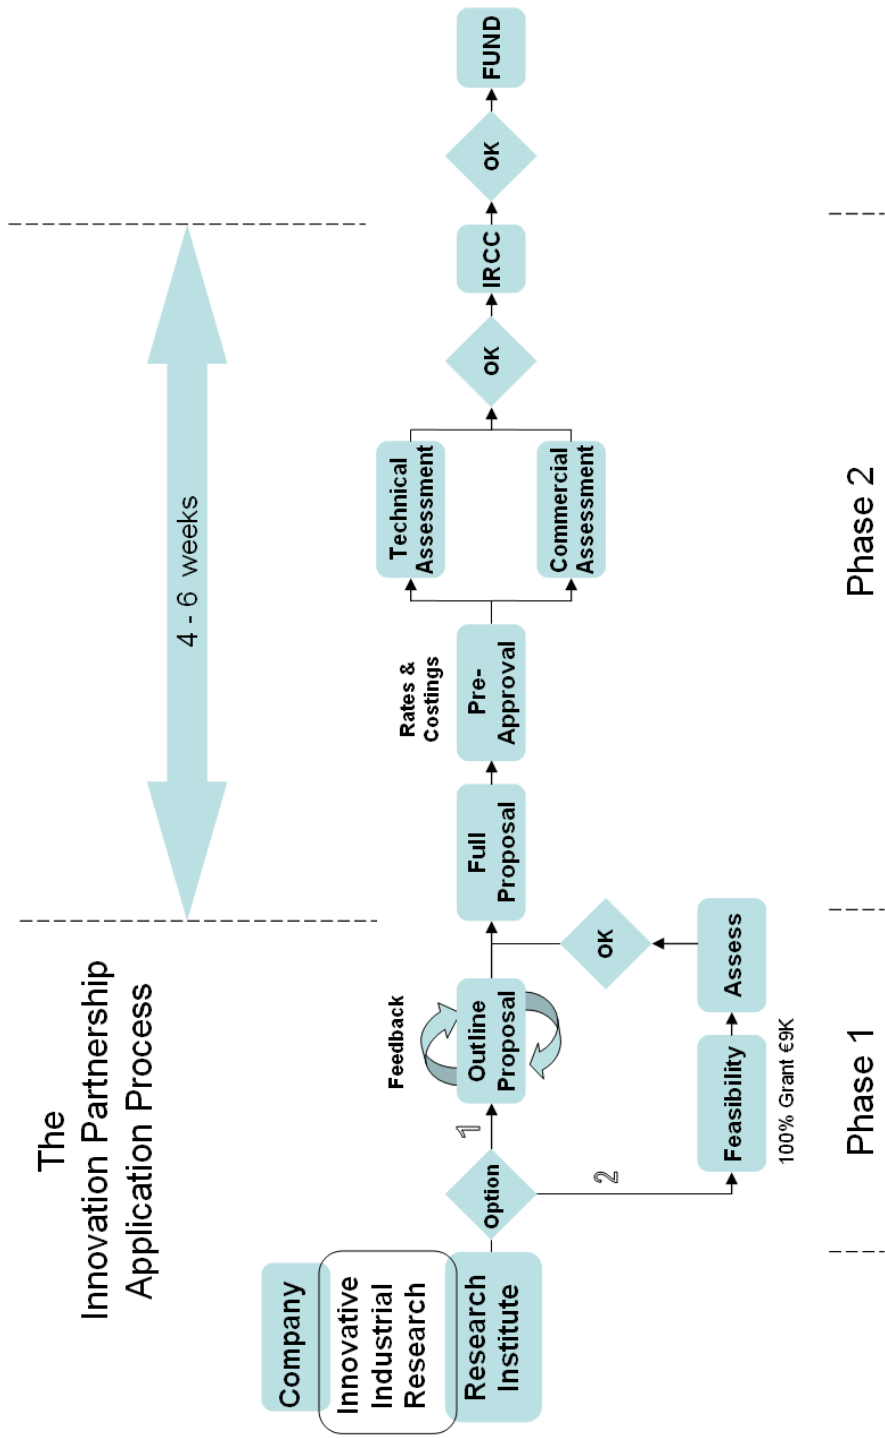 The
Innovation Partnership
Application Process
4 - 6 weeks
Company
Innovative
Industrial
Research
Research
Institute
Option
1
2
Feedback
Outline
Proposal
Feasibility
100% Grant €9K
Assess
OK
Full
Proposal
Rates &
Costings
Pre-
Approval
Technical
Assessment
Commercial
Assessment
OK
IRCC
OK
FUND
Phase 1
Phase 2